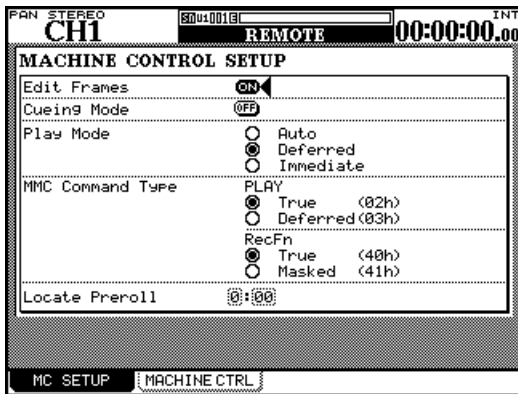 PAN STEREO
CH1
REMOTE
INT
00:00:00.00
MACHINE CONTROL SETUP
Edit Frames ON
Cueing Mode OFF
Play Mode Auto
Deferred
Immediate
MMC Command Type PLAY
True (02h)
Deferred(03h)
RecFn
True (40h)
Masked (41h)
Locate Preroll 0:00
MC SETUP MACHINE CTRL